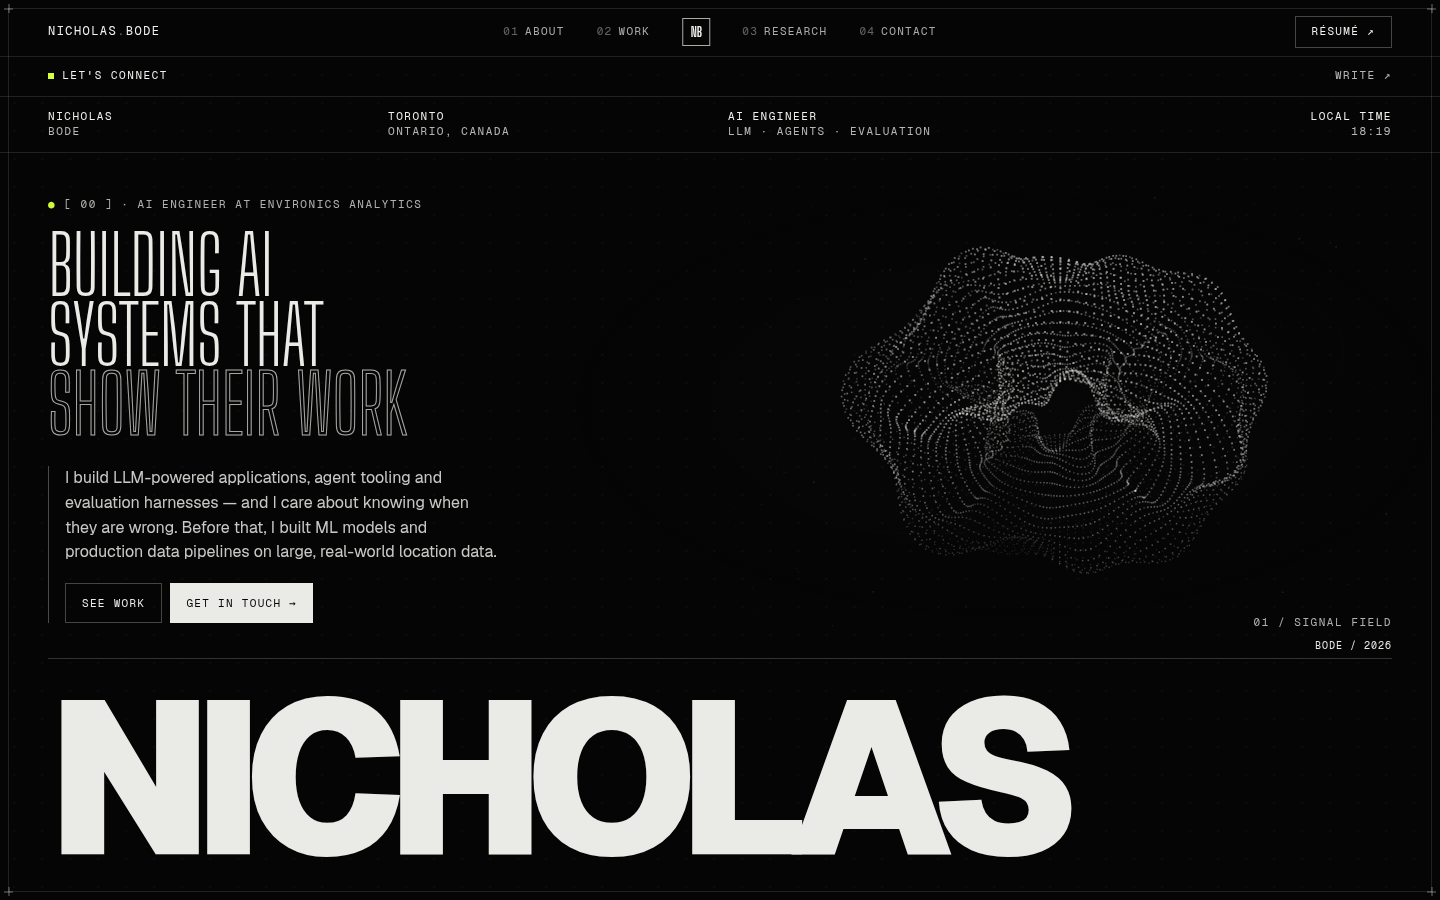 NICHOLAS.BODE
01 ABOUT
02 WORK
NB
03 RESEARCH
04 CONTACT
RÉSUMÉ ↗
LET'S CONNECT
WRITE ↗
NICHOLAS
BODE
TORONTO
ONTARIO, CANADA
AI ENGINEER
LLM · AGENTS · EVALUATION
LOCAL TIME
18:19
[ 00 ] · AI ENGINEER AT ENVIRONICS ANALYTICS
BUILDING AI
SYSTEMS THAT
SHOW THEIR WORK
I build LLM-powered applications, agent tooling and
evaluation harnesses — and I care about knowing when
they are wrong. Before that, I built ML models and
production data pipelines on large, real-world location data.
SEE WORK
GET IN TOUCH →
01 / SIGNAL FIELD
BODE / 2026
NICHOLAS